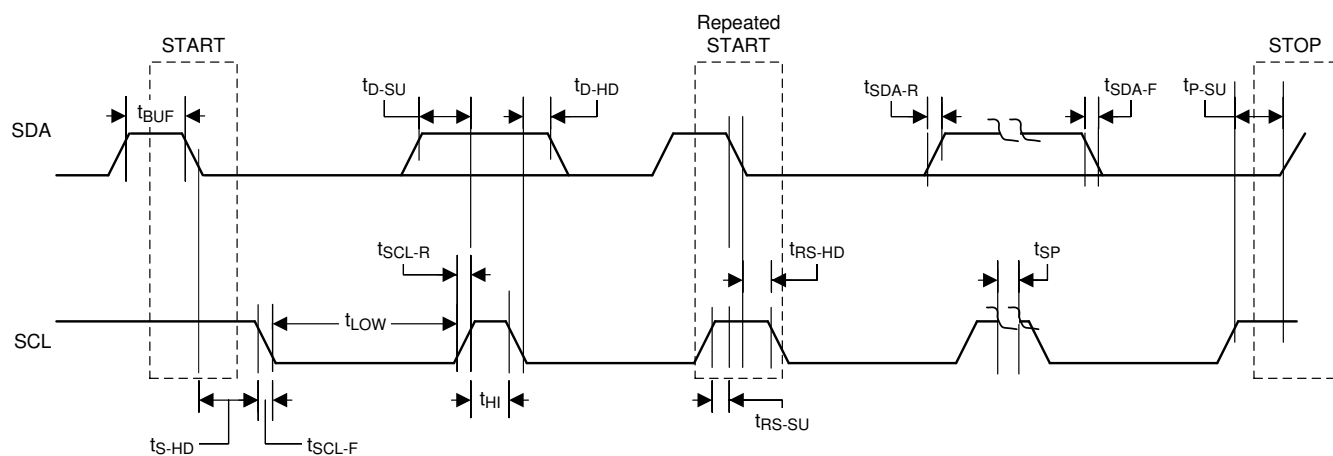 START
Repeated
START
STOP
tD-SU
tD-HD
tSDA-R
tSDA-F
tP-SU
tBUF
SDA
tSCL-R
tRS-HD
tSP
tLOW
SCL
tHI
tRS-SU
tS-HD
tSCL-F